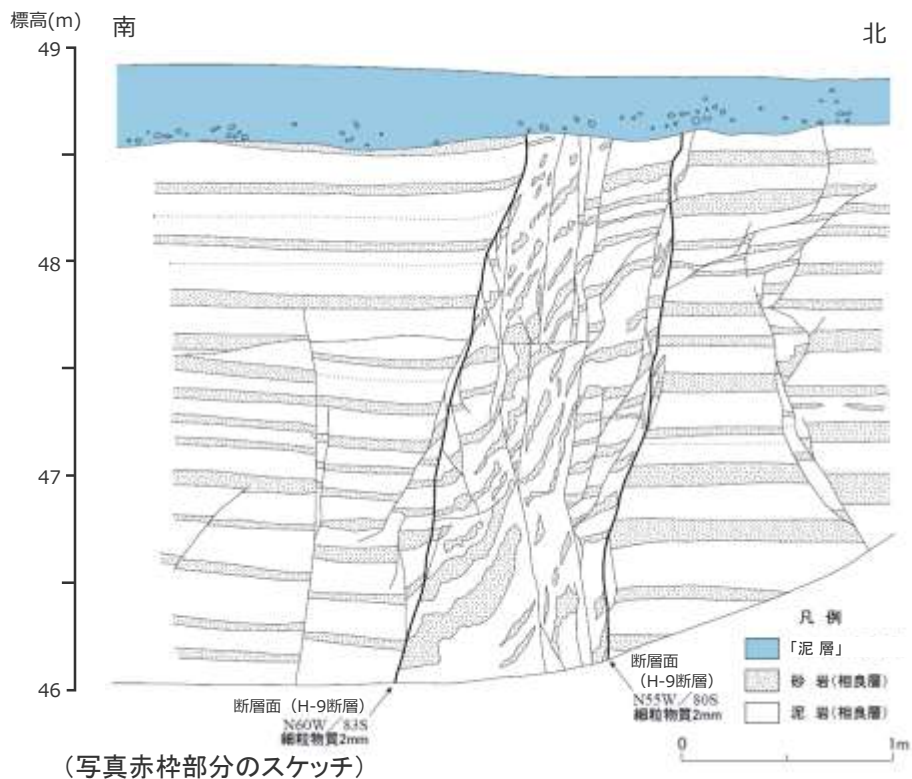 標高(m)
南
北
49
48
47
46
凡 例
「泥 層」
砂 岩(相良層)
泥 岩(相良層)
断層面（H-9断層）
N60W／83S
細粒物質2mm
断層面
（H-9断層）
N55W／80S
細粒物質2mm
0
1m
（写真赤枠部分のスケッチ）